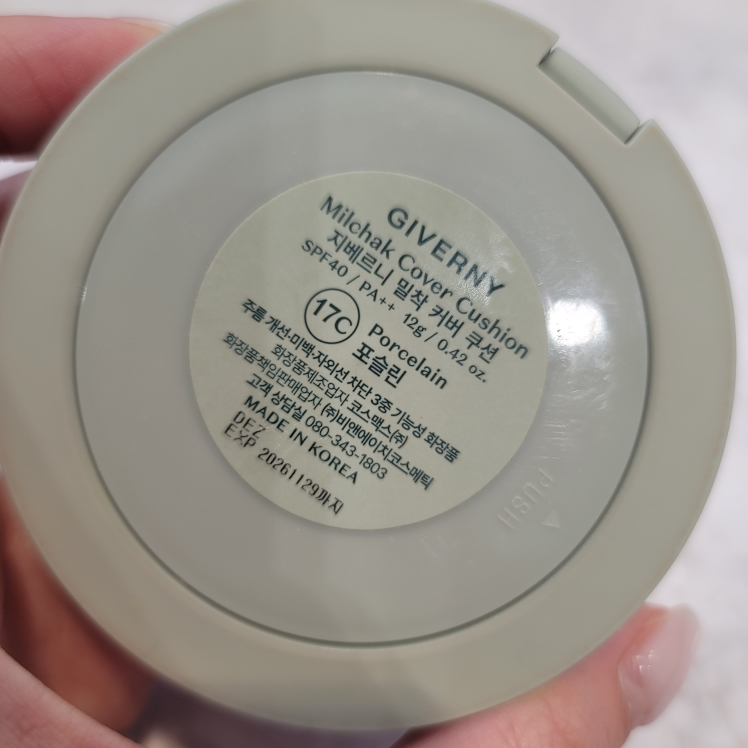 GIVERNY
Milchak Cover Cushion
지베르니 밀착 커버 쿠션
SPF40 / PA++ 12g / 0.42 oz.
17C Porcelain
포슬린
주름 개선·미백·자외선 차단 3중 기능성 화장품
화장품제조업자 코스맥스(주)
화장품책임판매업자 (주)비앤에이치코스메틱
고객 상담실 080-343-1803
MADE IN KOREA
DEZ
EXP 20261129까지
PUSH